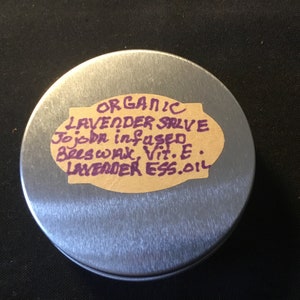 ORGANIC
LAVENDER SALVE
Jojoba infused
Beeswax, Vit. E.
LAVENDER ESS. OIL